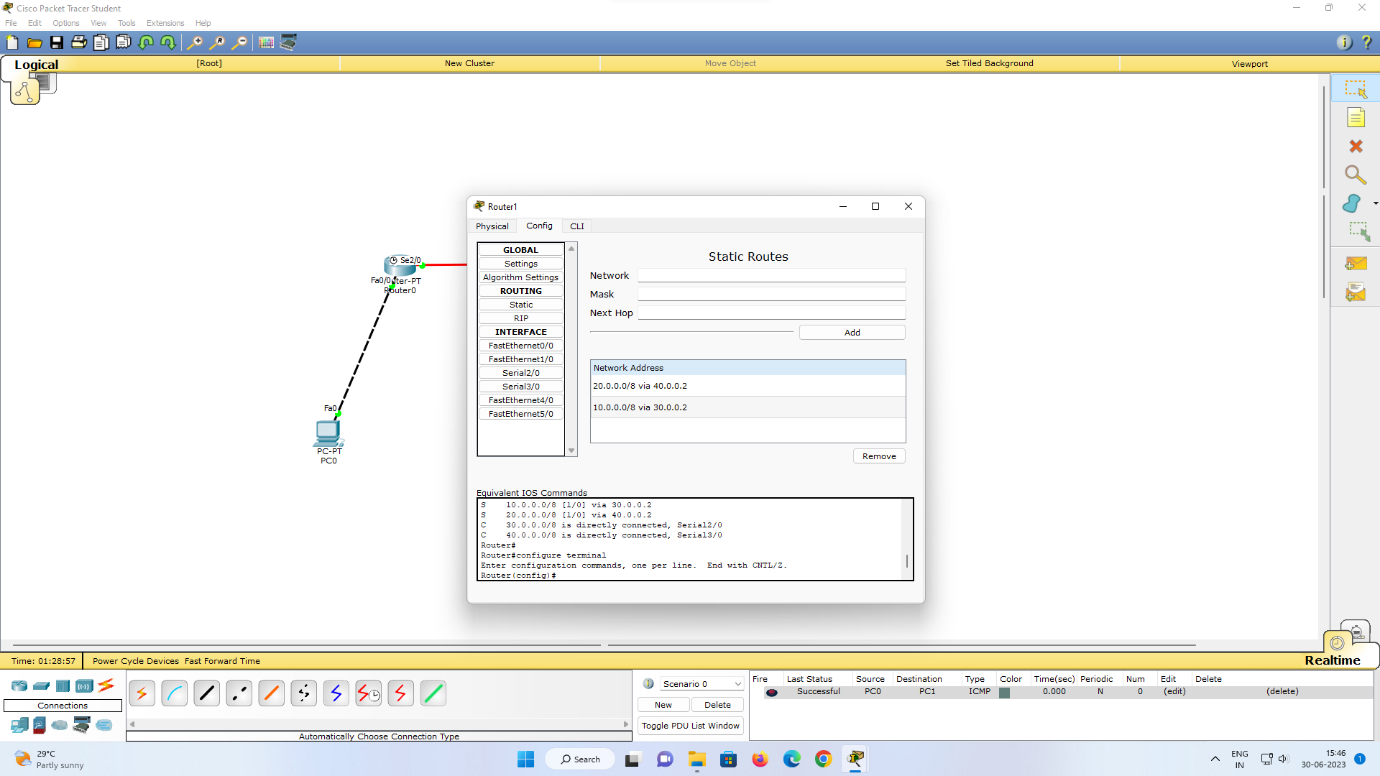 Cisco Packet Tracer Student
File Edit Options View Tools Extensions Help
Logical [Root] New Cluster Move Object Set Tiled Background Viewport
Router1
Physical Config CLI
GLOBAL
Settings
Algorithm Settings
ROUTING
Static
RIP
INTERFACE
FastEthernet0/0
FastEthernet1/0
Serial2/0
Serial3/0
FastEthernet4/0
FastEthernet5/0
Static Routes
Network
Mask
Next Hop
Add
Network Address
20.0.0.0/8 via 40.0.0.2
10.0.0.0/8 via 30.0.0.2
Remove
Equivalent IOS Commands
S 10.0.0.0/8 [1/0] via 30.0.0.2
S 20.0.0.0/8 [1/0] via 40.0.0.2
C 30.0.0.0/8 is directly connected, Serial2/0
C 40.0.0.0/8 is directly connected, Serial3/0
Router#
Router#configure terminal
Enter configuration commands, one per line. End with CNTL/Z.
Router(config)#
Se2/0
Fa0/0
Router0
Fa0
PC-PT
PC0
Time: 01:28:57 Power Cycle Devices Fast Forward Time
Realtime
Connections
Automatically Choose Connection Type
Scenario 0
New Delete
Toggle PDU List Window
Fire Last Status Source Destination Type Color Time(sec) Periodic Num Edit Delete
Successful PC0 PC1 ICMP 0.000 N 0 (edit) (delete)
29°C
Partly sunny
Search
ENG
IN
15:46
30-06-2023
1